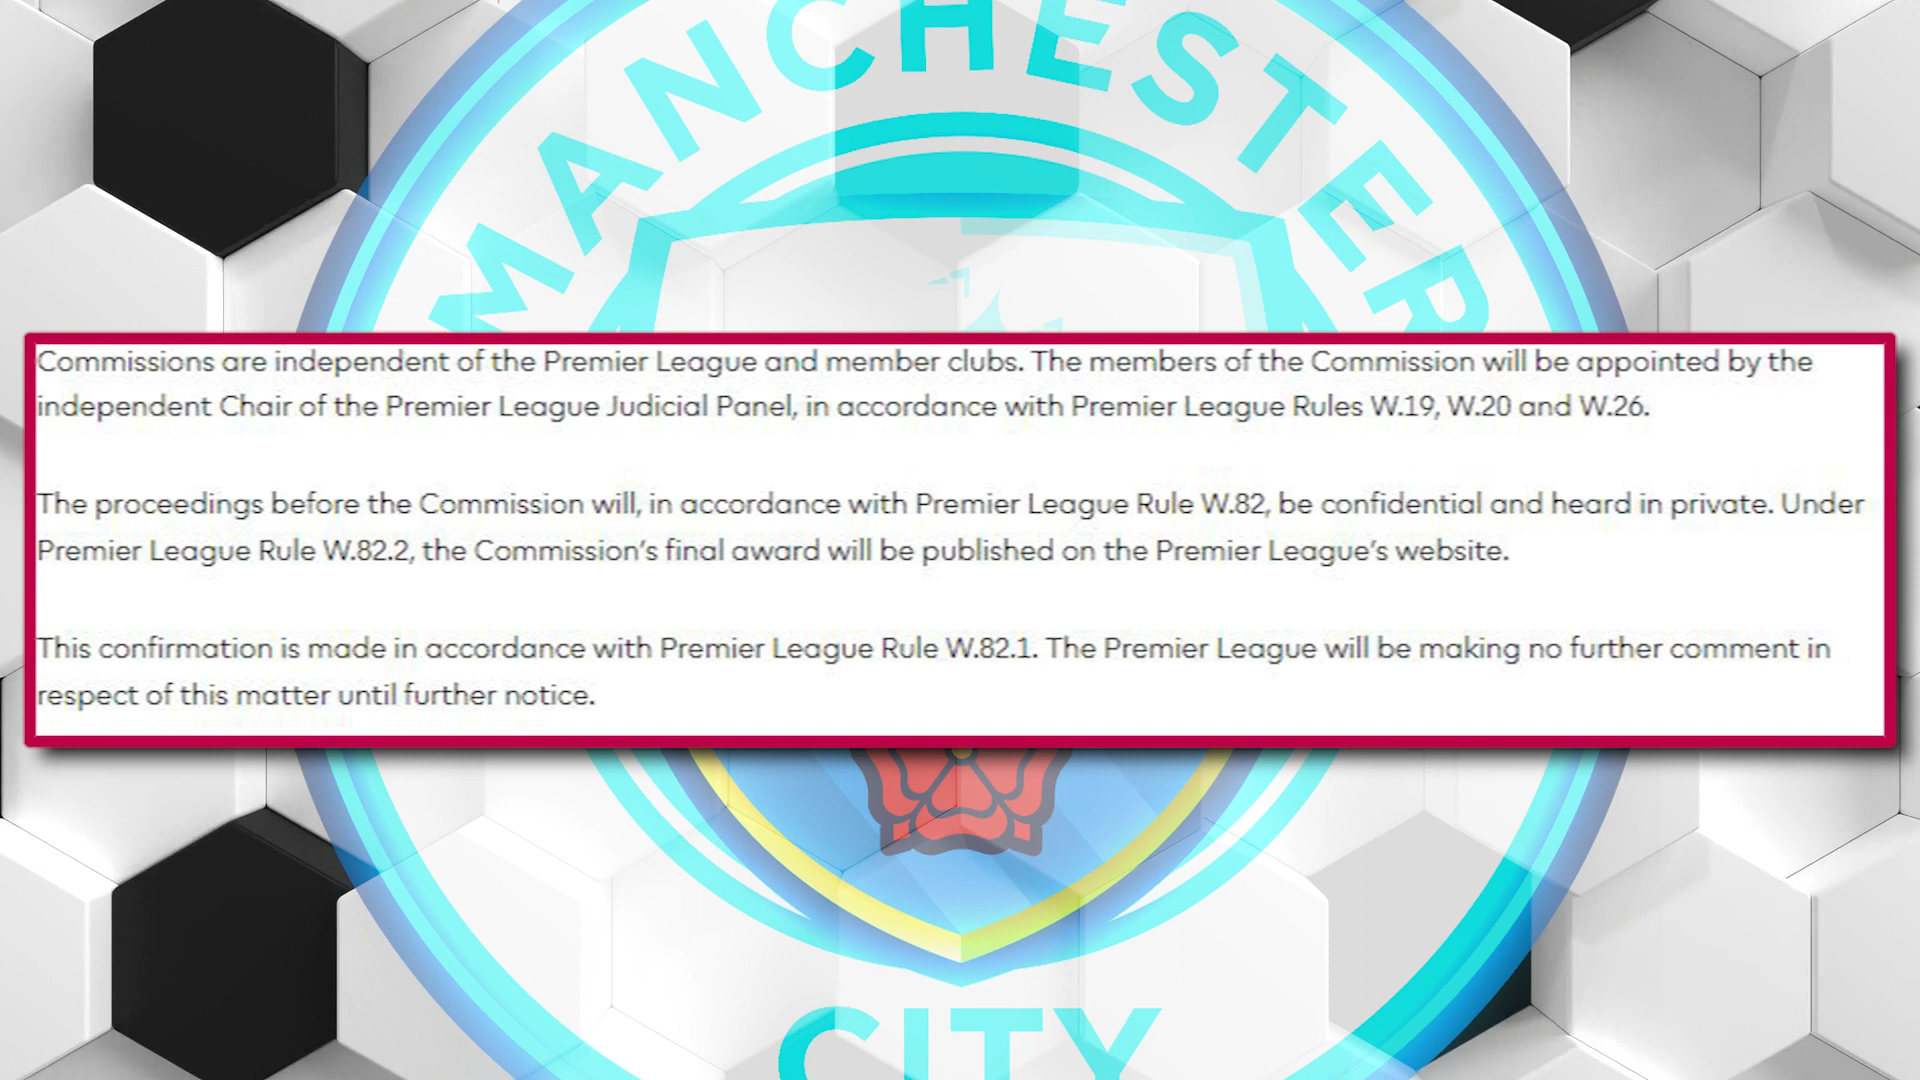 MANCHESTER
Commissions are independent of the Premier League and member clubs. The members of the Commission will be appointed by the
independent Chair of the Premier League Judicial Panel, in accordance with Premier League Rules W.19, W.20 and W.26.
The proceedings before the Commission will, in accordance with Premier League Rule W.82, be confidential and heard in private. Under
Premier League Rule W.82.2, the Commission’s final award will be published on the Premier League’s website.
This confirmation is made in accordance with Premier League Rule W.82.1. The Premier League will be making no further comment in
respect of this matter until further notice.
CITY